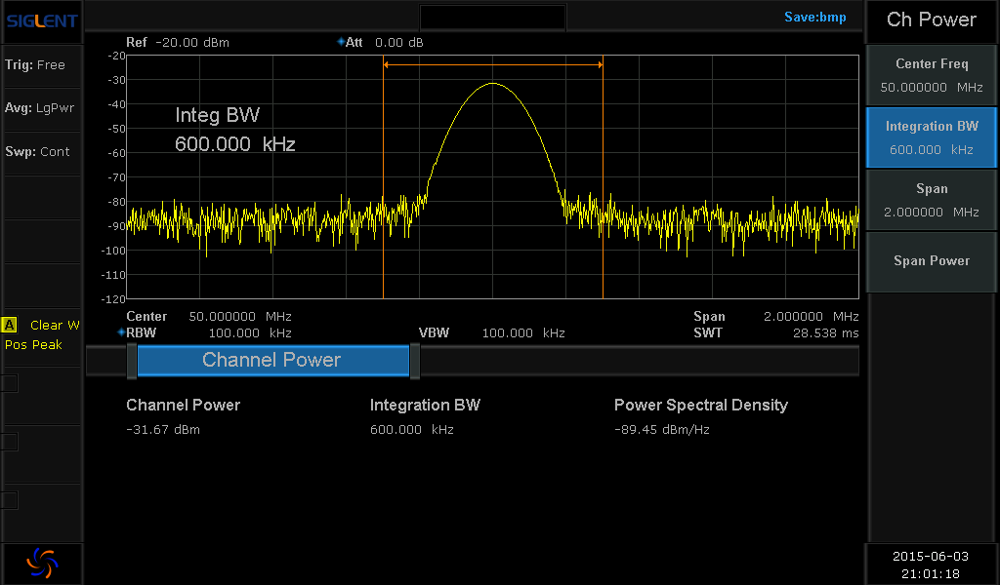 SIGLENT
Save:bmp
Ch Power
Ref -20.00 dBm Att 0.00 dB
Trig: Free
Avg: LgPwr
Swp: Cont
-20
-30
-40
-50
-60
-70
-80
-90
-100
-110
-120
Integ BW
600.000 kHz
Center Freq
50.000000 MHz
Integration BW
600.000 kHz
Span
2.000000 MHz
Span Power
A Clear W
Pos Peak
Center 50.000000 MHz Span 2.000000 MHz
RBW 100.000 kHz VBW 100.000 kHz SWT 28.538 ms
Channel Power
Channel Power Integration BW Power Spectral Density
-31.67 dBm 600.000 kHz -89.45 dBm/Hz
2015-06-03
21:01:18